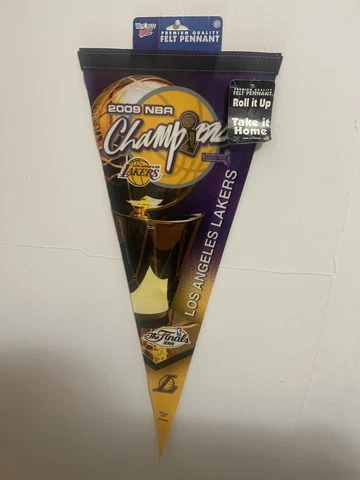 PREMIUM QUALITY
FELT PENNANT
PREMIUM QUALITY
FELT PENNANT
Roll it Up
Take it
Home
2009 NBA
Champions
LAKERS
LOS ANGELES LAKERS
The Finals
2009
L